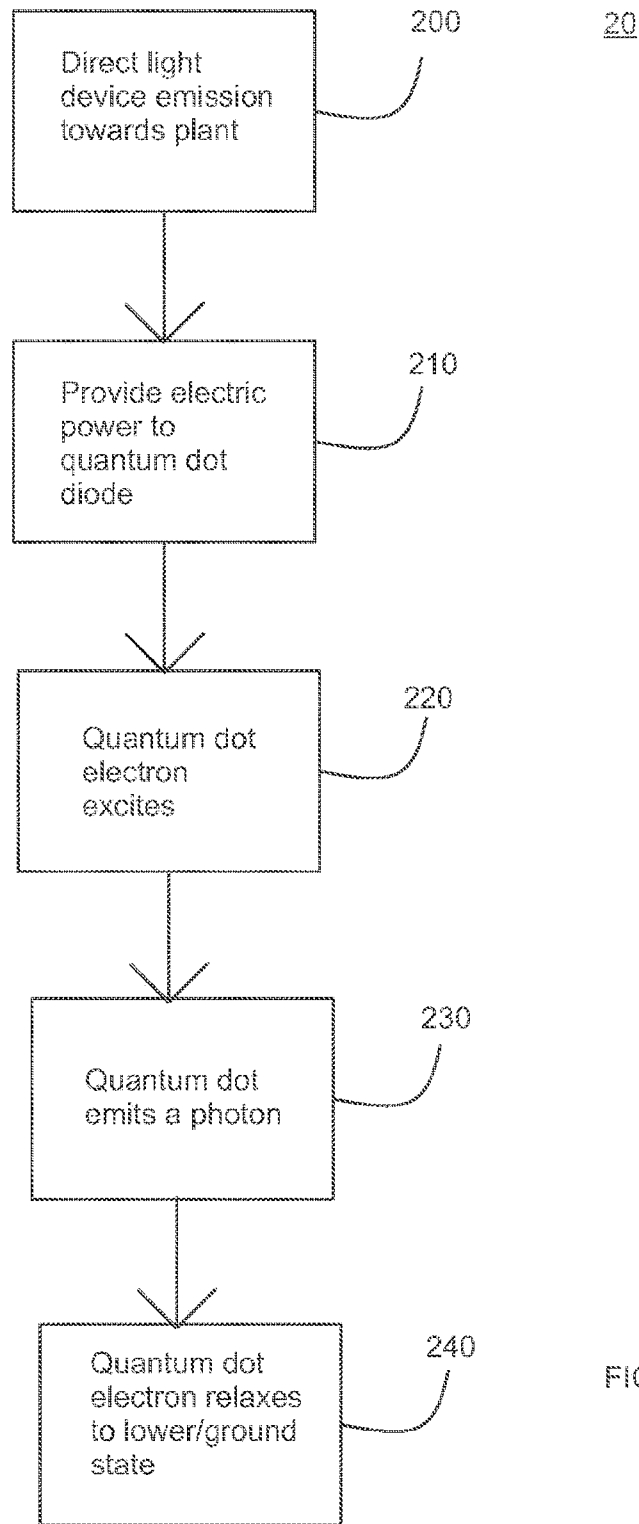 200
20
Direct light
device emission
towards plant
210
Provide electric
power to
quantum dot
diode
220
Quantum dot
electron
excites
230
Quantum dot
emits a photon
240
Quantum dot
electron relaxes
to lower/ground
state